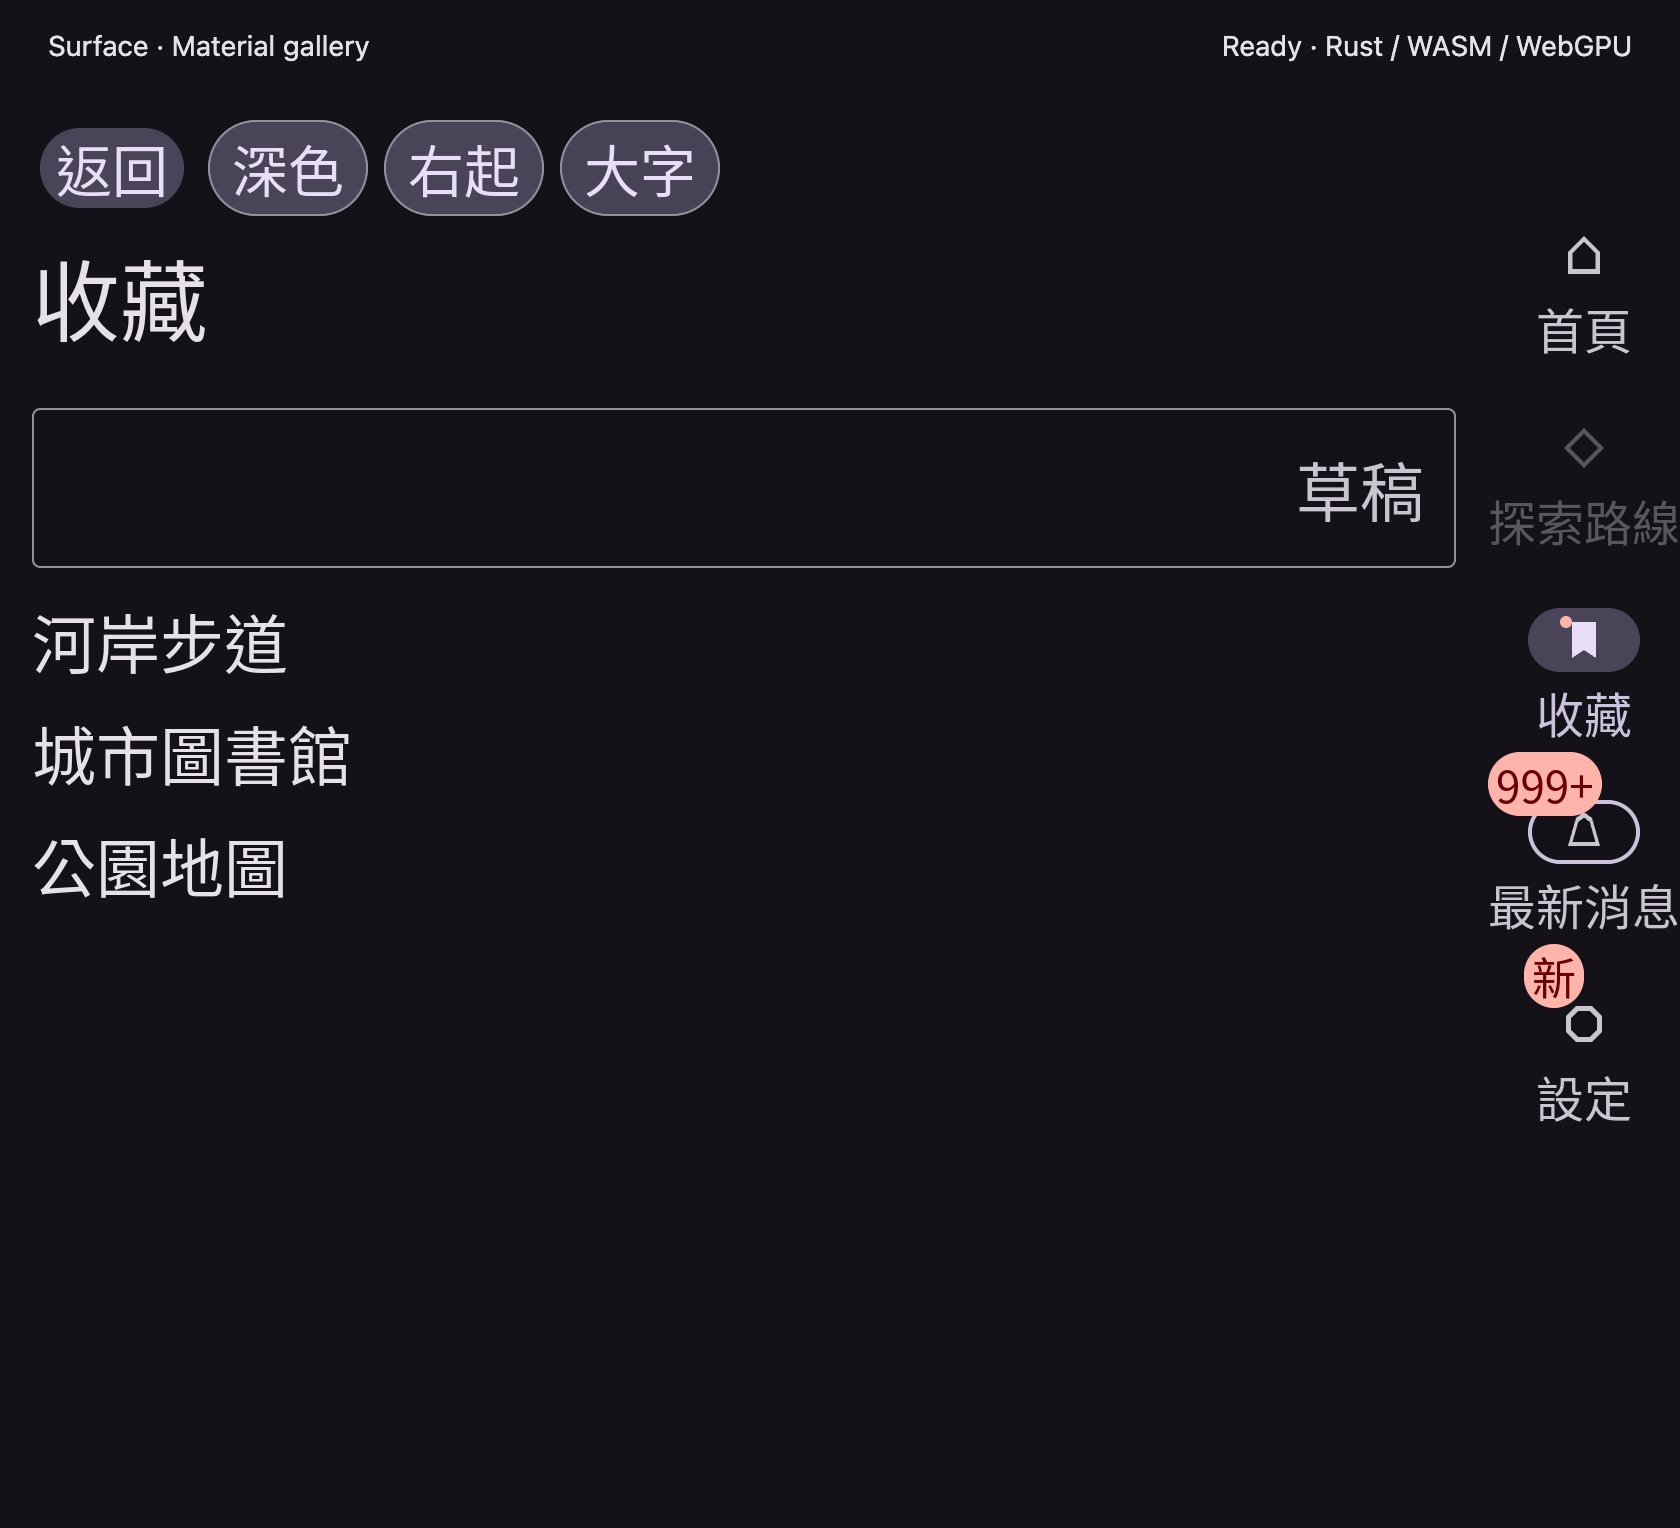 Surface · Material gallery
Ready · Rust / WASM / WebGPU
返回
深色
右起
大字
收藏
草稿
河岸步道
城市圖書館
公園地圖
首頁
探索路線
收藏
999+
最新消息
新
設定